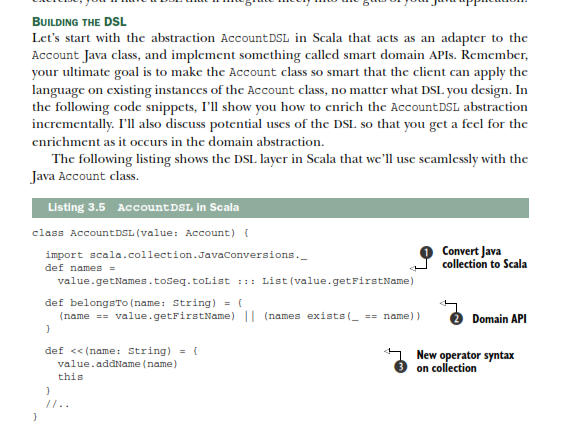 BUILDING THE DSL
Let's start with the abstraction AccountDSL in Scala that acts as an adapter to the
Account Java class, and implement something called smart domain APIs. Remember,
your ultimate goal is to make the Account class so smart that the client can apply the
language on existing instances of the Account class, no matter what DSL you design. In
the following code snippets, I'll show you how to enrich the AccountDSL abstraction
incrementally. I'll also discuss potential uses of the DSL so that you get a feel for the
enrichment as it occurs in the domain abstraction.
The following listing shows the DSL layer in Scala that we'll use seamlessly with the
Java Account class.
Listing 3.5 AccountDSL in Scala
class AccountDSL(value: Account) {
import scala.collection.JavaConversions._
def names =
value.getNames.toSeq.toList ::: List(value.getFirstName)
1 Convert Java
collection to Scala
def belongsTo(name: String) = {
(name == value.getFirstName) || (names exists(_ == name))
}
2 Domain API
def <<(name: String) = {
value.addName(name)
this
}
3 New operator syntax
on collection
//..
}